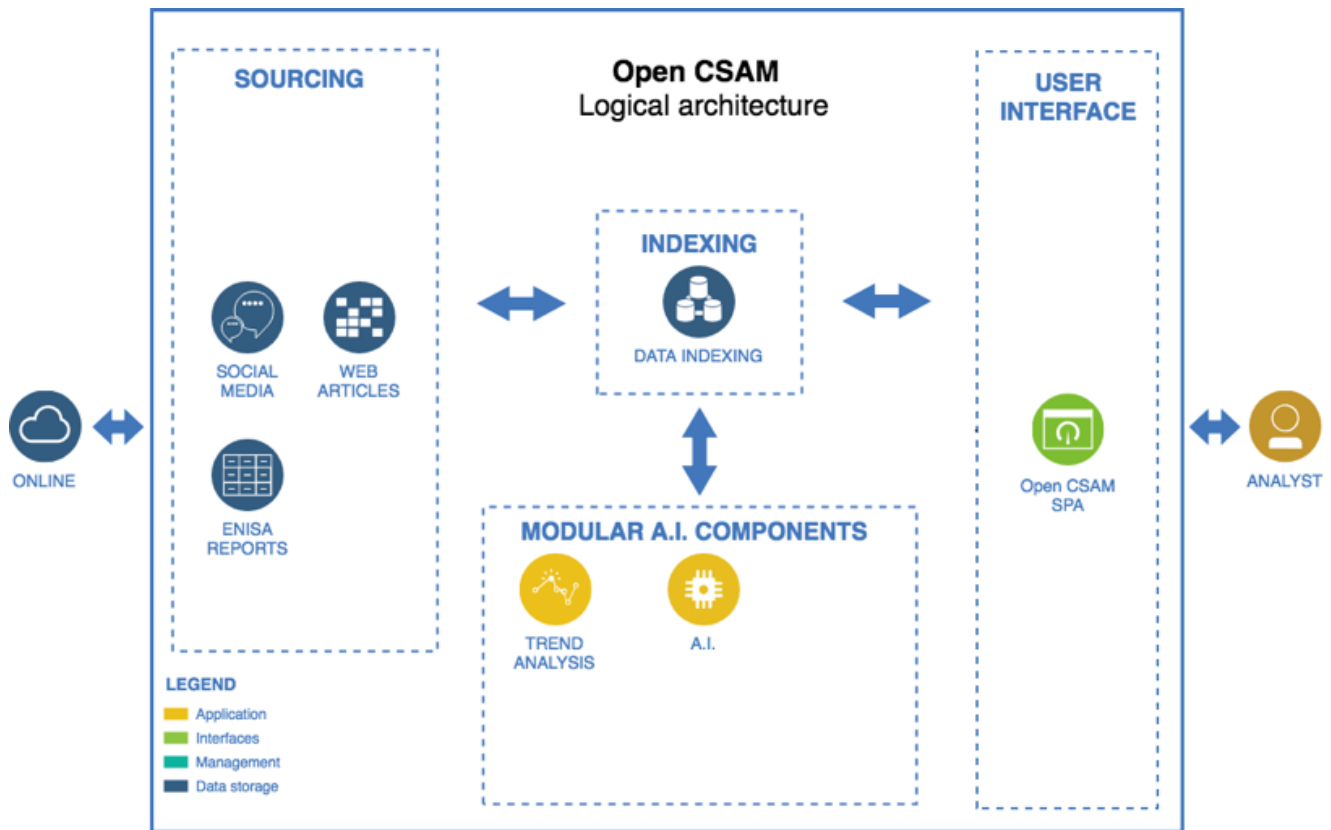 Open CSAM
Logical architecture
SOURCING
SOCIAL
MEDIA
WEB
ARTICLES
ENISA
REPORTS
ONLINE
INDEXING
DATA INDEXING
MODULAR A.I. COMPONENTS
TREND
ANALYSIS
A.I.
USER
INTERFACE
Open CSAM
SPA
ANALYST
LEGEND
Application
Interfaces
Management
Data storage